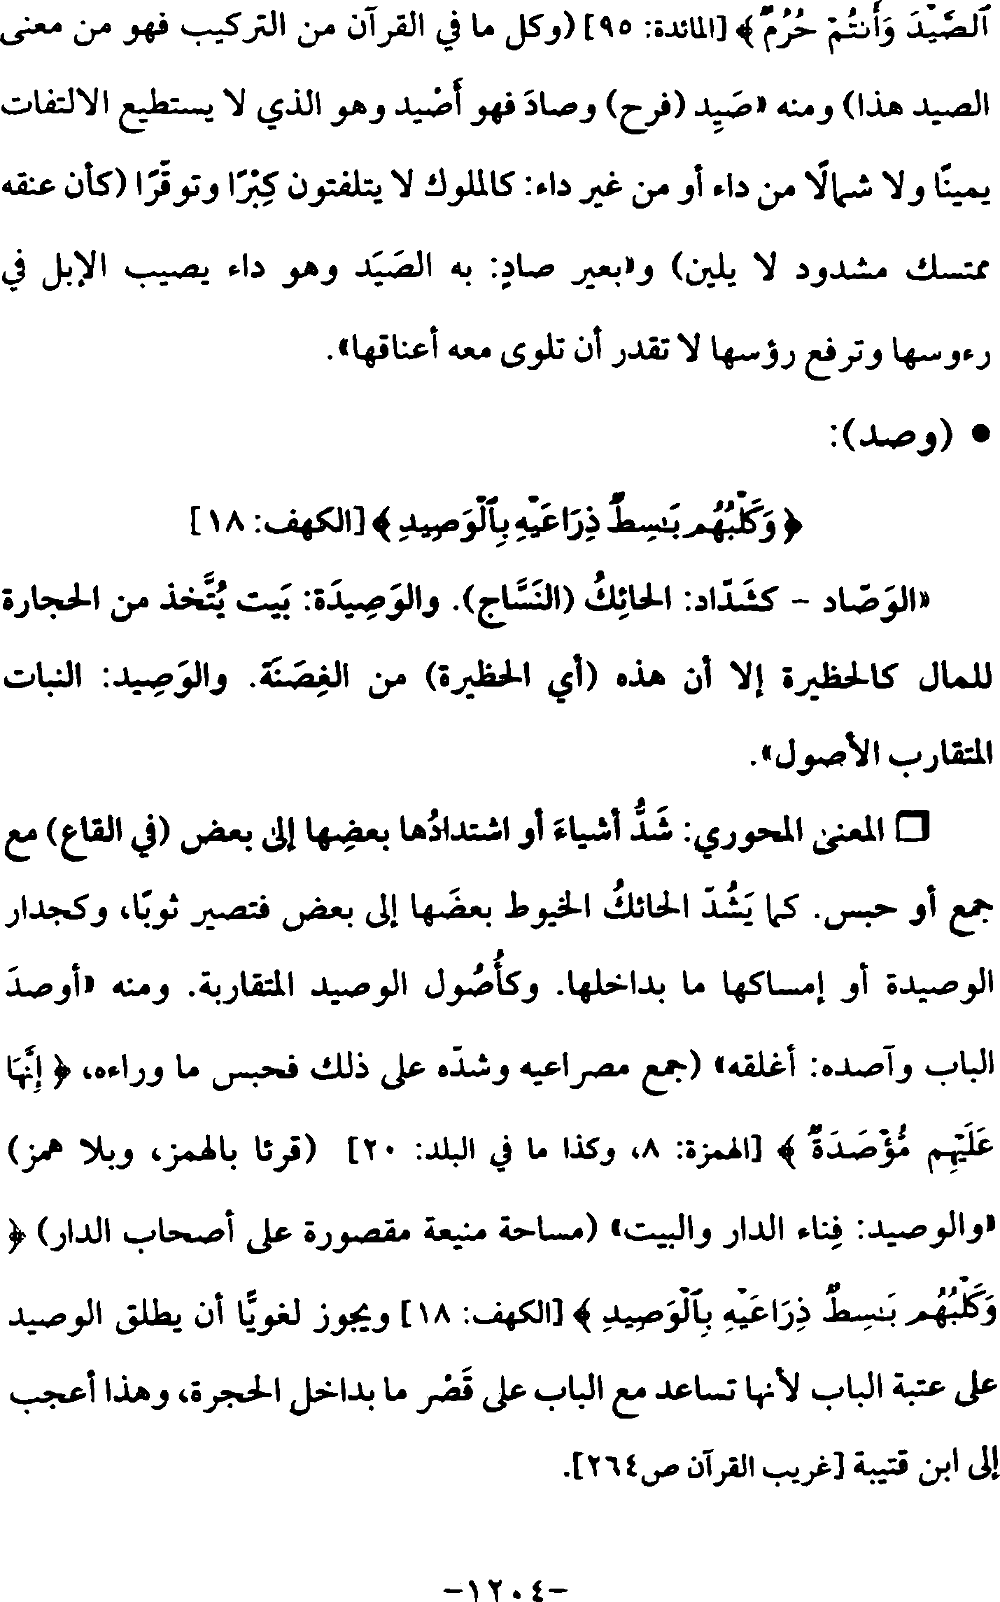 ٱلصَّيْدَ وَأَنتُمْ حُرُمٌ ﴾ [المائدة: ٩٥] (وكل ما في القرآن من التركيب فهو من معنى
الصيد هذا) ومنه «صَيِد (فرح) وصادَ فهو أَصْيد وهو الذي لا يستطيع الالتفات
يمينًا ولا شمالًا من داء أو من غير داء: كالملوك لا يتلفتون كِبْرًا وتوقّرًا (كأن عنقه
ممتسك مشدود لا يلين) و«بعير صادٍ: به الصَيَد وهو داء يصيب الإبل في
رءوسها وترفع رؤسها لا تقدر أن تلوى معه أعناقها».
● (وصد):
﴿ وَكَلْبُهُم بَـٰسِطٌ ذِرَاعَيْهِ بِٱلْوَصِيدِ ﴾ [الكهف: ١٨]
«الوَصّاد – كشَدّاد: الحائِكُ (النَسَّاج). والوَصِيدَة: بَيت يُتَّخذ من الحجارة
للمال كالحظيرة إلا أن هذه (أي الحظيرة) من الغِصَنَة. والوَصِيد: النبات
المتقارب الأصول».
❒ المعنى المحوري: شَدُّ أشياءَ أو اشتدادُها بعضِها إلى بعض (في القاع) مع
جمع أو حبس. كما يَشُدّ الحائكُ الخيوط بعضَها إلى بعض فتصير ثوبًا، وكجدار
الوصيدة أو إمساكها ما بداخلها. وكأُصُول الوصيد المتقاربة. ومنه «أوصدَ
الباب وآصده: أغلقه» (جمع مصراعيه وشدّه على ذلك فحبس ما وراءه، ﴿ إِنَّهَا
عَلَيْهِم مُّؤْصَدَةٌ ﴾ [الهمزة: ٨، وكذا ما في البلد: ٢٠] (قرئا بالهمز، وبلا همز)
«والوصيد: فِناء الدار والبيت» (مساحة منيعة مقصورة على أصحاب الدار) ﴿
وَكَلْبُهُم بَـٰسِطٌ ذِرَاعَيْهِ بِٱلْوَصِيدِ ﴾ [الكهف: ١٨] ويجوز لغويًّا أن يطلق الوصيد
على عتبة الباب لأنها تساعد مع الباب على قَصْر ما بداخل الحجرة، وهذا أعجب
إلى ابن قتيبة [غريب القرآن ص٢٦٤].
-١٢٠٤-